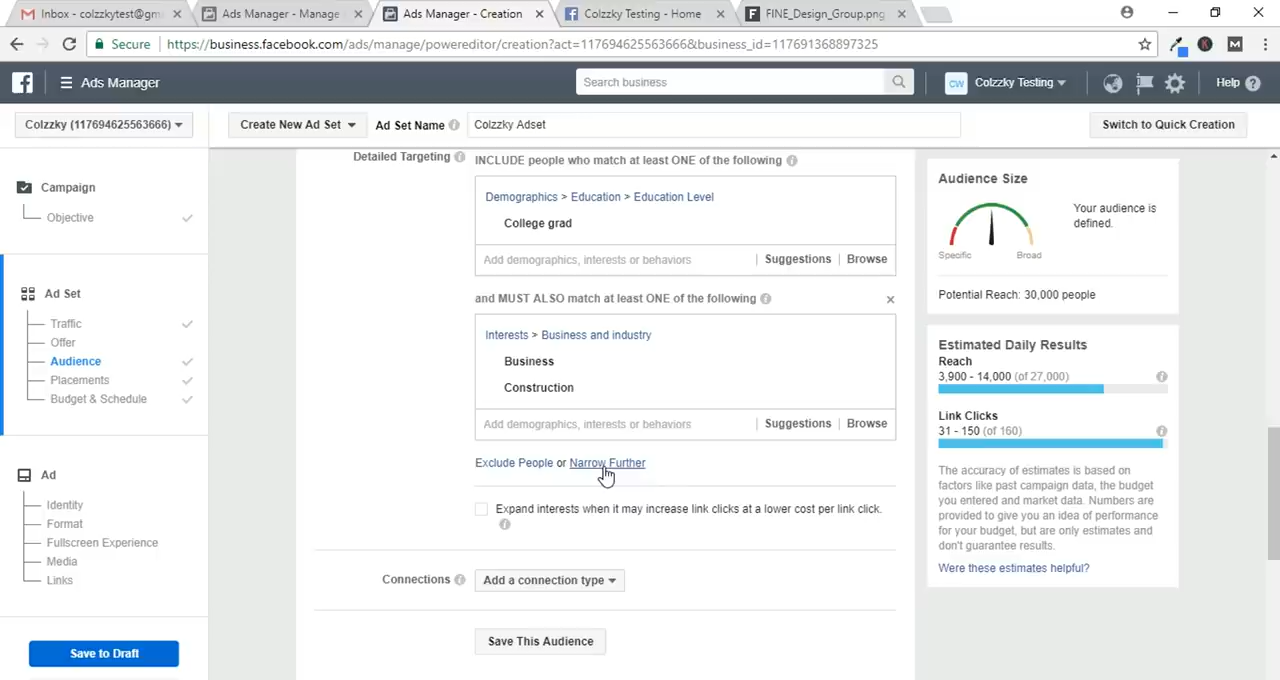 Inbox - colzzkytest@gm
Ads Manager - Manage
Ads Manager - Creation
Colzzky Testing - Home
FINE_Design_Group.png
Secure
https://business.facebook.com/ads/manage/powereditor/creation?act=117694625563666&business_id=117691368897325
Ads Manager
Search business
CW
Colzzky Testing
Help
Colzzky (117694625563666)
Create New Ad Set
Ad Set Name
Colzzky Adset
Switch to Quick Creation
Campaign
Objective
Ad Set
Traffic
Offer
Audience
Placements
Budget & Schedule
Ad
Identity
Format
Fullscreen Experience
Media
Links
Save to Draft
Detailed Targeting
INCLUDE people who match at least ONE of the following
Demographics > Education > Education Level
College grad
Add demographics, interests or behaviors
Suggestions
Browse
and MUST ALSO match at least ONE of the following
Interests > Business and industry
Business
Construction
Add demographics, interests or behaviors
Suggestions
Browse
Exclude People or Narrow Further
Expand interests when it may increase link clicks at a lower cost per link click.
Connections
Add a connection type
Save This Audience
Audience Size
Your audience is
defined.
Specific
Broad
Potential Reach: 30,000 people
Estimated Daily Results
Reach
3,900 - 14,000 (of 27,000)
Link Clicks
31 - 150 (of 160)
The accuracy of estimates is based on
factors like past campaign data, the budget
you entered and market data. Numbers are
provided to give you an idea of performance
for your budget, but are only estimates and
don't guarantee results.
Were these estimates helpful?